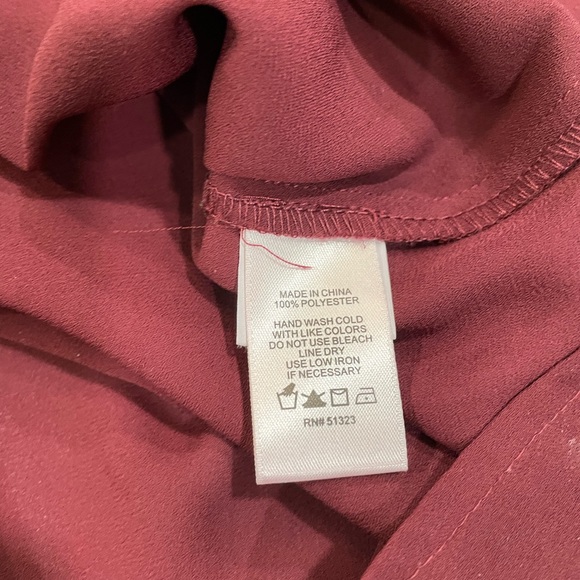 MADE IN CHINA
100% POLYESTER
HAND WASH COLD
WITH LIKE COLORS
DO NOT USE BLEACH
LINE DRY
USE LOW IRON
IF NECESSARY
RN# 51323